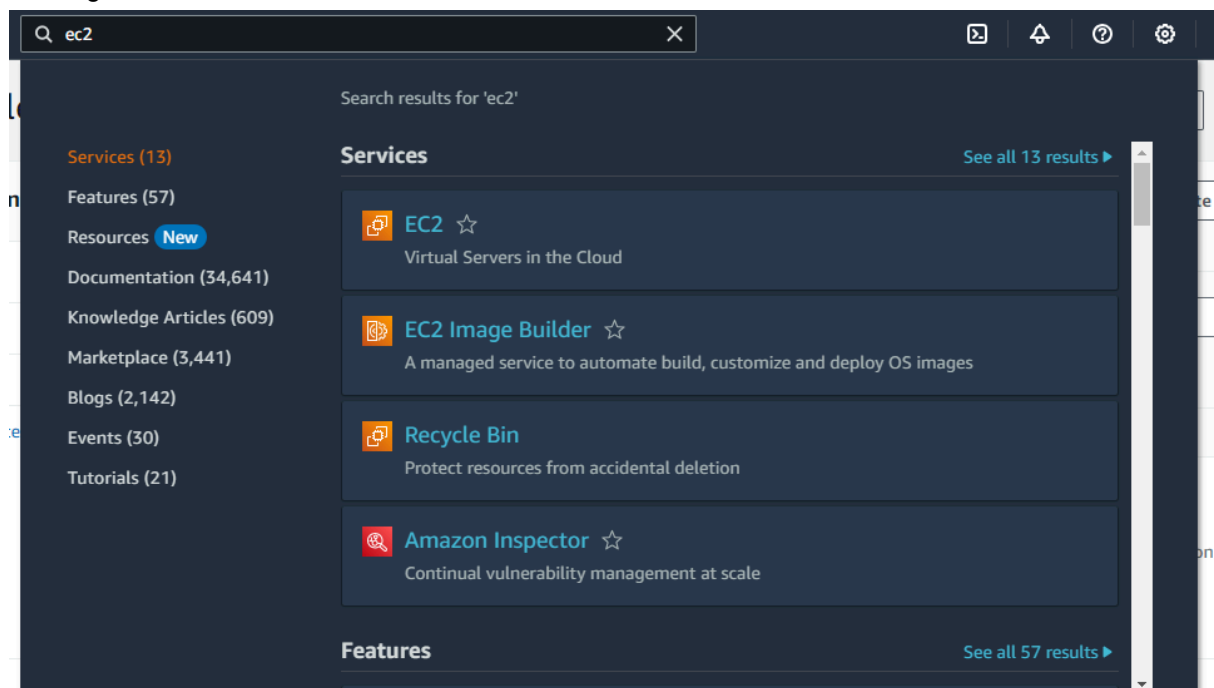 ec2
Search results for 'ec2'
Services (13)
Features (57)
Resources New
Documentation (34,641)
Knowledge Articles (609)
Marketplace (3,441)
Blogs (2,142)
Events (30)
Tutorials (21)
Services
See all 13 results
EC2
Virtual Servers in the Cloud
EC2 Image Builder
A managed service to automate build, customize and deploy OS images
Recycle Bin
Protect resources from accidental deletion
Amazon Inspector
Continual vulnerability management at scale
Features
See all 57 results